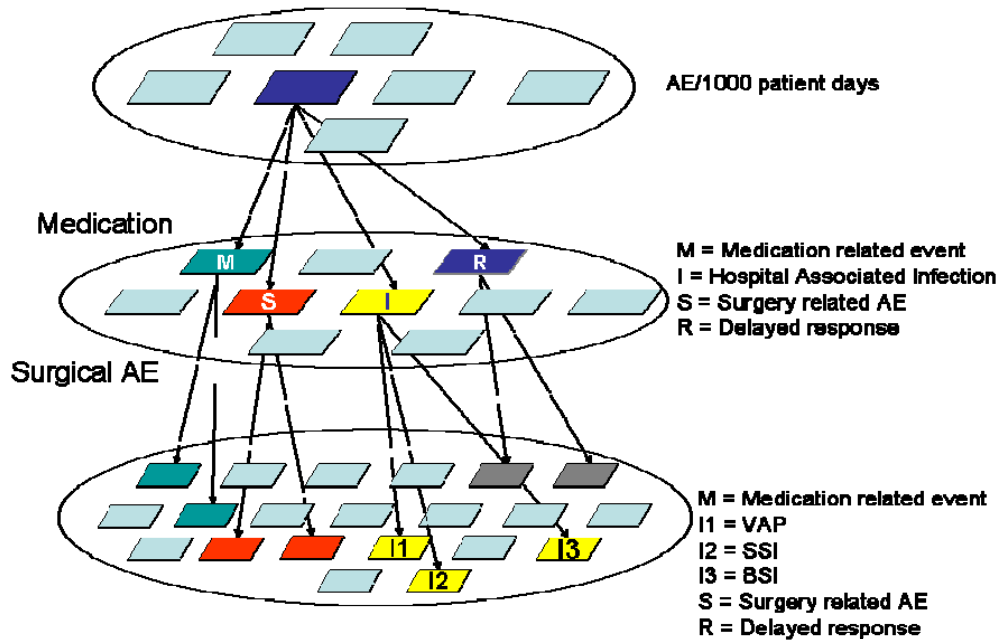 AE/1000 patient days
Medication
M
R
M = Medication related event
I = Hospital Associated Infection
S = Surgery related AE
R = Delayed response
S
I
Surgical AE
M = Medication related event
I1 = VAP
I2 = SSI
I3 = BSI
S = Surgery related AE
R = Delayed response
I1
I3
I2